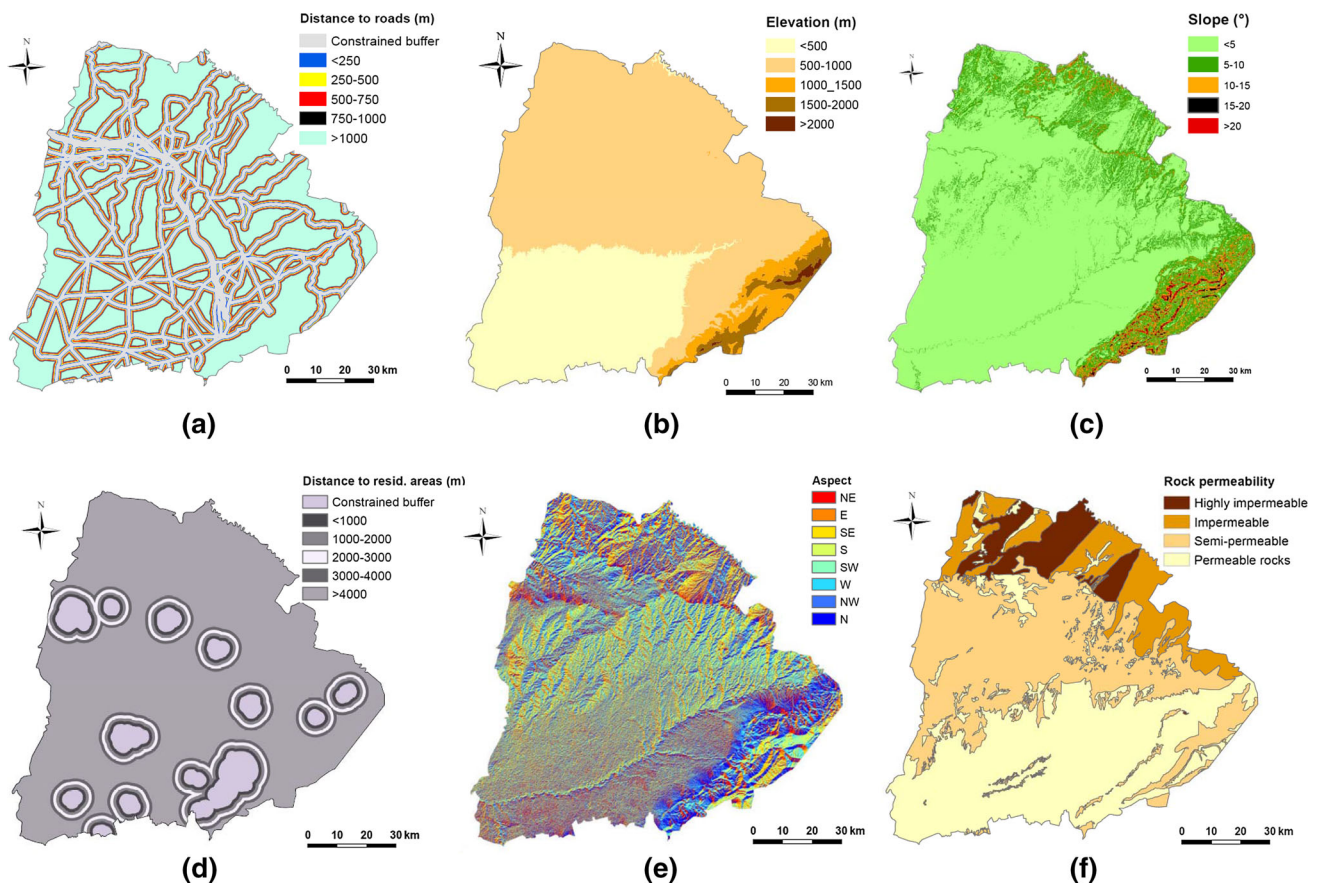 N
Distance to roads (m)
Constrained buffer
<250
250-500
500-750
750-1000
>1000
0 10 20 30 km
(a)
N
Elevation (m)
<500
500-1000
1000_1500
1500-2000
>2000
0 10 20 30 km
(b)
N
Slope (°)
<5
5-10
10-15
15-20
>20
0 10 20 30 km
(c)
N
Distance to resid. areas (m)
Constrained buffer
<1000
1000-2000
2000-3000
3000-4000
>4000
0 10 20 30 km
(d)
N
Aspect
NE
E
SE
S
SW
W
NW
N
0 10 20 30 km
(e)
N
Rock permeability
Highly impermeable
Impermeable
Semi-permeable
Permeable rocks
0 10 20 30 km
(f)